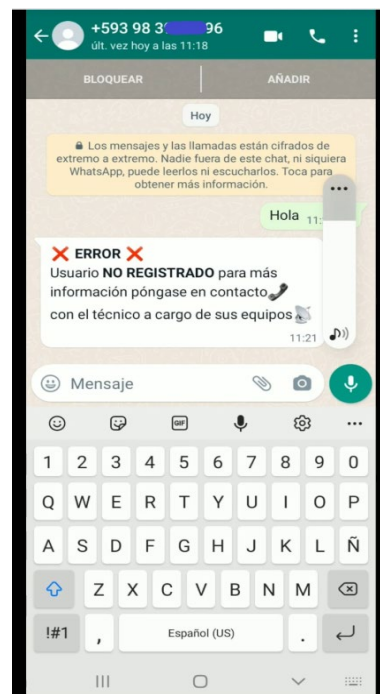 +593 98 3 96
últ. vez hoy a las 11:18
BLOQUEAR AÑADIR
Hoy
Los mensajes y las llamadas están cifrados de
extremo a extremo. Nadie fuera de este chat, ni siquiera
WhatsApp, puede leerlos ni escucharlos. Toca para
obtener más información.
Hola 11:
❌ ERROR ❌
Usuario NO REGISTRADO para más
información póngase en contacto
con el técnico a cargo de sus equipos
11:21
Mensaje
GIF
1 2 3 4 5 6 7 8 9 0
Q W E R T Y U I O P
A S D F G H J K L Ñ
Z X C V B N M
!#1 , Español (US) .